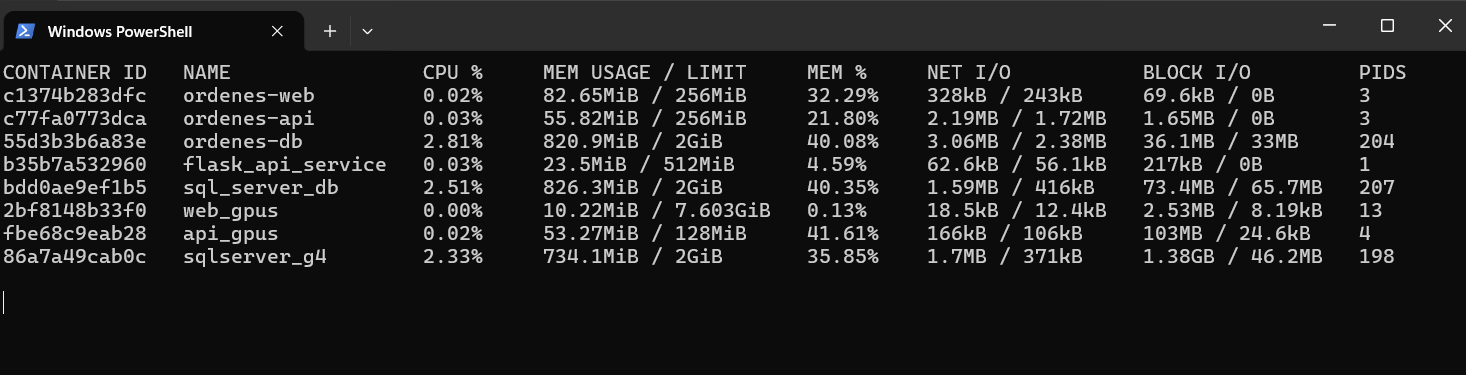 Windows PowerShell
CONTAINER ID NAME CPU % MEM USAGE / LIMIT MEM % NET I/O BLOCK I/O PIDS
c1374b283dfc ordenes-web 0.02% 82.65MiB / 256MiB 32.29% 328kB / 243kB 69.6kB / 0B 3
c77fa0773dca ordenes-api 0.03% 55.82MiB / 256MiB 21.80% 2.19MB / 1.72MB 1.65MB / 0B 3
55d3b3b6a83e ordenes-db 2.81% 820.9MiB / 2GiB 40.08% 3.06MB / 2.38MB 36.1MB / 33MB 204
b35b7a532960 flask_api_service 0.03% 23.5MiB / 512MiB 4.59% 62.6kB / 56.1kB 217kB / 0B 1
bdd0ae9ef1b5 sql_server_db 2.51% 826.3MiB / 2GiB 40.35% 1.59MB / 416kB 73.4MB / 65.7MB 207
2bf8148b33f0 web_gpus 0.00% 10.22MiB / 7.603GiB 0.13% 18.5kB / 12.4kB 2.53MB / 8.19kB 13
fbe68c9eab28 api_gpus 0.02% 53.27MiB / 128MiB 41.61% 166kB / 106kB 103MB / 24.6kB 4
86a7a49cab0c sqlserver_g4 2.33% 734.1MiB / 2GiB 35.85% 1.7MB / 371kB 1.38GB / 46.2MB 198